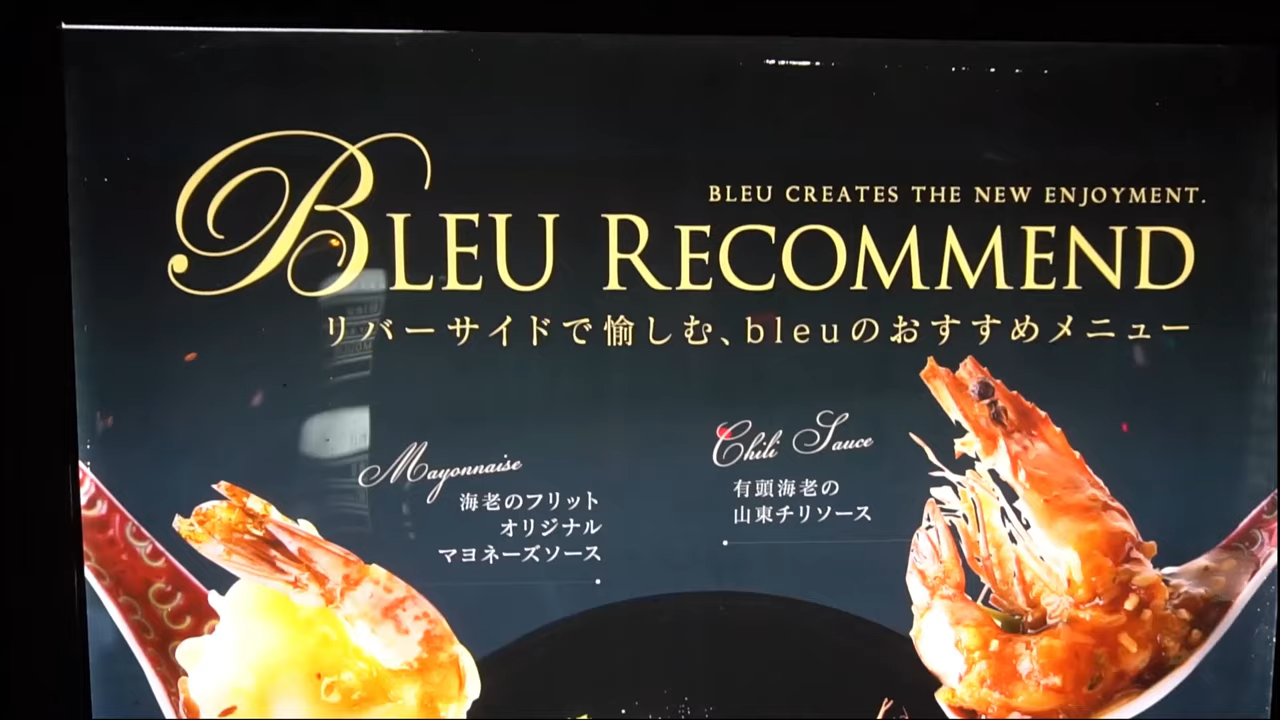 BLEU CREATES THE NEW ENJOYMENT.
BLEU RECOMMEND
リバーサイドで愉しむ、bleuのおすすめメニュー
Mayonnaise
海老のフリット
オリジナル
マヨネーズソース
Chili Sauce
有頭海老の
山東チリソース